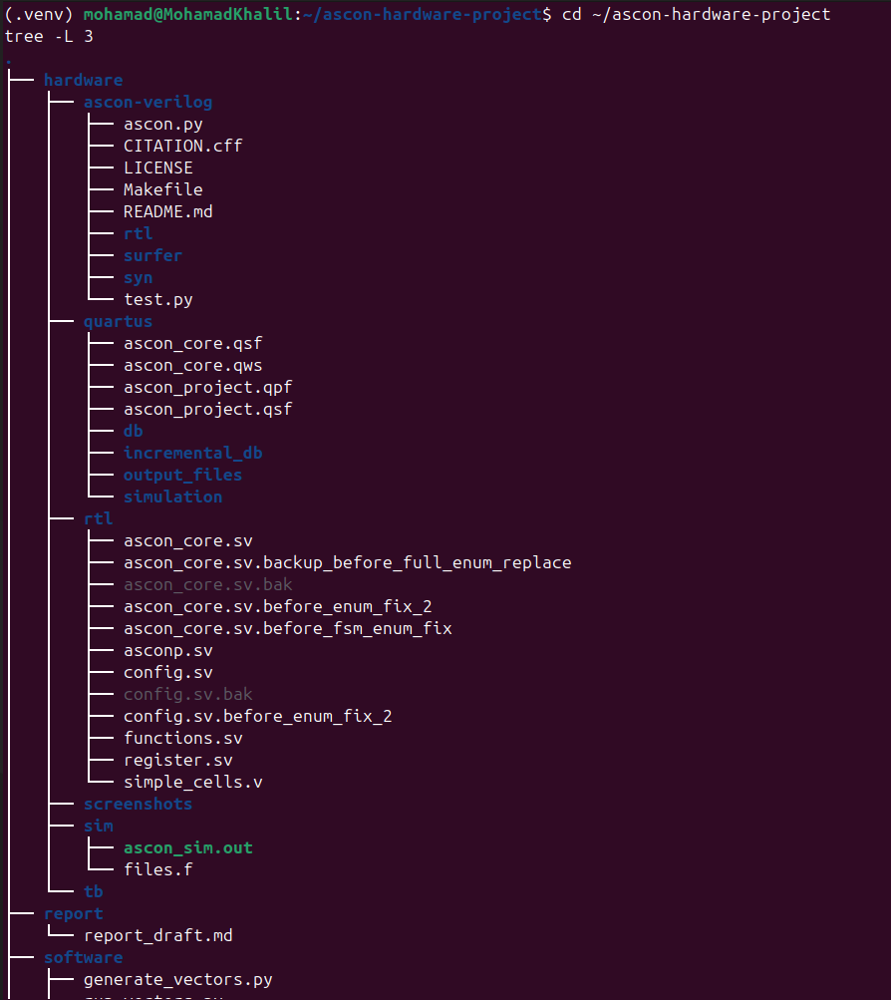 (.venv) mohamad@MohamadKhalil:~/ascon-hardware-project$ cd ~/ascon-hardware-project
tree -L 3
.
├── hardware
│   ├── ascon-verilog
│   │   ├── ascon.py
│   │   ├── CITATION.cff
│   │   ├── LICENSE
│   │   ├── Makefile
│   │   ├── README.md
│   │   ├── rtl
│   │   ├── surfer
│   │   ├── syn
│   │   └── test.py
│   ├── quartus
│   │   ├── ascon_core.qsf
│   │   ├── ascon_core.qws
│   │   ├── ascon_project.qpf
│   │   ├── ascon_project.qsf
│   │   ├── db
│   │   ├── incremental_db
│   │   ├── output_files
│   │   └── simulation
│   ├── rtl
│   │   ├── ascon_core.sv
│   │   ├── ascon_core.sv.backup_before_full_enum_replace
│   │   ├── ascon_core.sv.bak
│   │   ├── ascon_core.sv.before_enum_fix_2
│   │   ├── ascon_core.sv.before_fsm_enum_fix
│   │   ├── asconp.sv
│   │   ├── config.sv
│   │   ├── config.sv.bak
│   │   ├── config.sv.before_enum_fix_2
│   │   ├── functions.sv
│   │   ├── register.sv
│   │   └── simple_cells.v
│   ├── screenshots
│   ├── sim
│   │   ├── ascon_sim.out
│   │   └── files.f
│   └── tb
├── report
│   └── report_draft.md
├── software
│   ├── generate_vectors.py